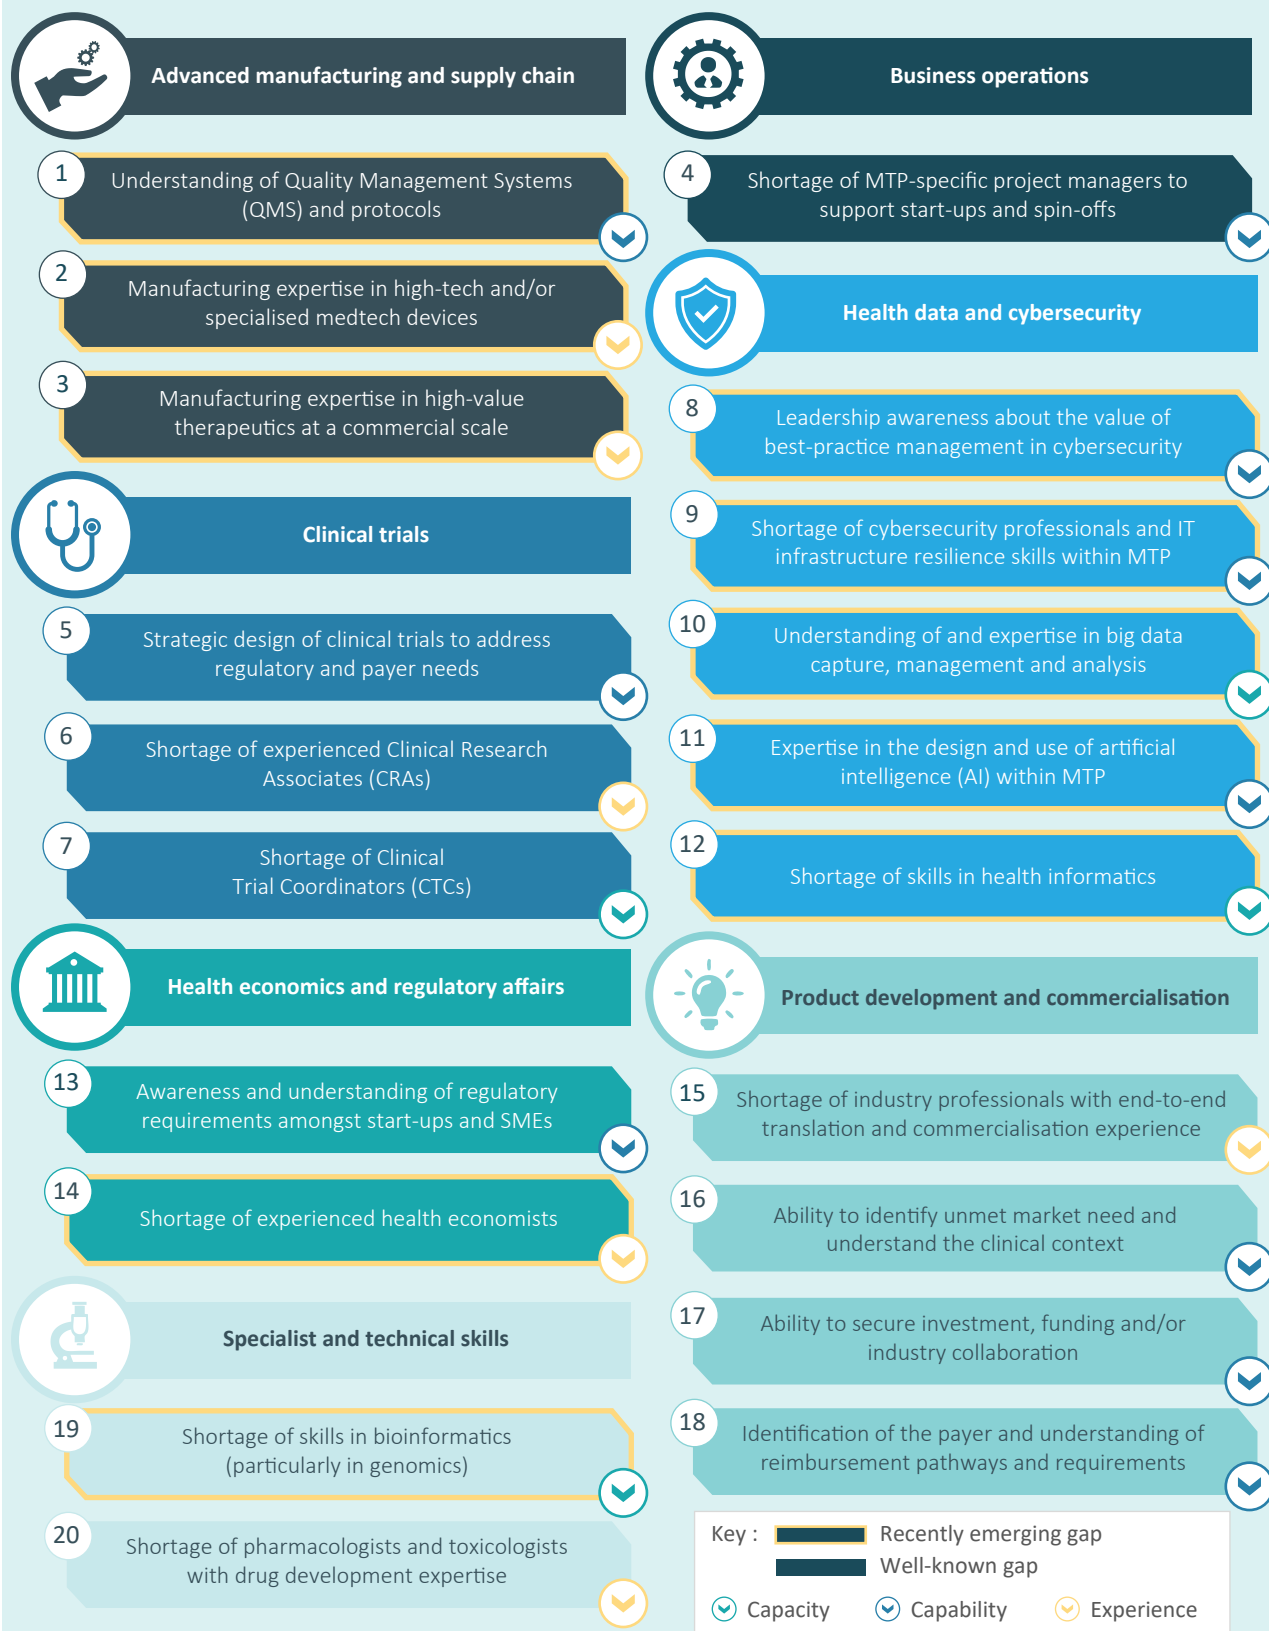 Advanced manufacturing and supply chain
1
Understanding of Quality Management Systems
(QMS) and protocols
2
Manufacturing expertise in high-tech and/or
specialised medtech devices
3
Manufacturing expertise in high-value
therapeutics at a commercial scale
Business operations
4
Shortage of MTP-specific project managers to
support start-ups and spin-offs
Clinical trials
5
Strategic design of clinical trials to address
regulatory and payer needs
6
Shortage of experienced Clinical Research
Associates (CRAs)
7
Shortage of Clinical
Trial Coordinators (CTCs)
Health data and cybersecurity
8
Leadership awareness about the value of
best-practice management in cybersecurity
9
Shortage of cybersecurity professionals and IT
infrastructure resilience skills within MTP
10
Understanding of and expertise in big data
capture, management and analysis
11
Expertise in the design and use of artificial
intelligence (AI) within MTP
12
Shortage of skills in health informatics
Health economics and regulatory affairs
13
Awareness and understanding of regulatory
requirements amongst start-ups and SMEs
14
Shortage of experienced health economists
Product development and commercialisation
15
Shortage of industry professionals with end-to-end
translation and commercialisation experience
16
Ability to identify unmet market need and
understand the clinical context
17
Ability to secure investment, funding and/or
industry collaboration
18
Identification of the payer and understanding of
reimbursement pathways and requirements
Specialist and technical skills
19
Shortage of skills in bioinformatics
(particularly in genomics)
20
Shortage of pharmacologists and toxicologists
with drug development expertise
Key : Recently emerging gap
Well-known gap
Capacity Capability Experience